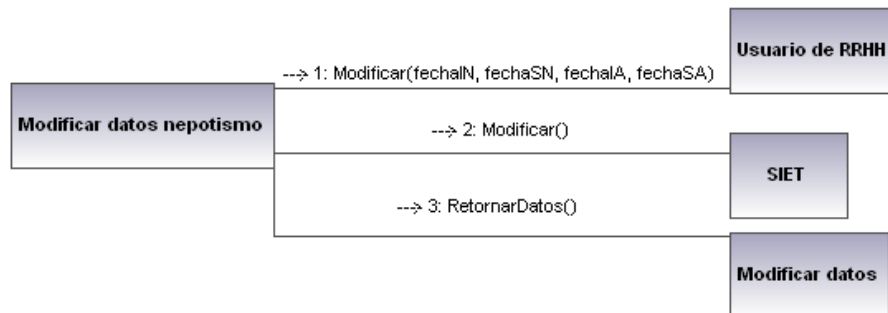 Usuario de RRHH
---> 1: Modificar(fechaIN, fechaSN, fechaIA, fechaSA)
Modificar datos nepotismo
---> 2: Modificar()
SIET
---> 3: RetornarDatos()
Modificar datos